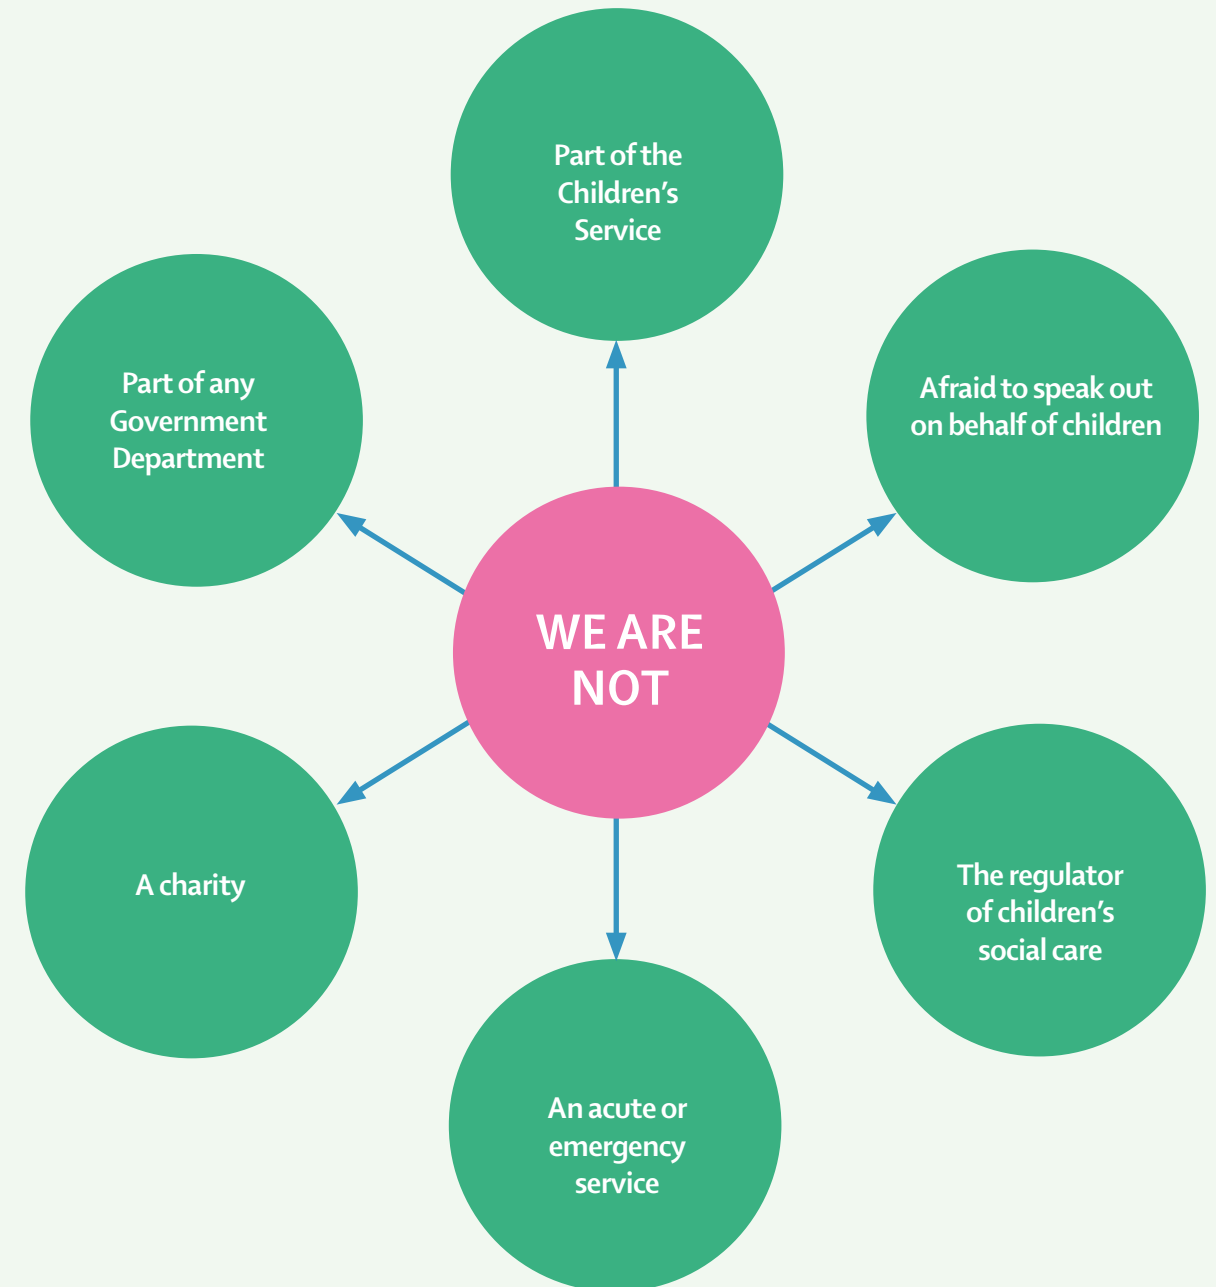 Part of the
Children's
Service
Afraid to speak out
on behalf of children
Part of any
Government
Department
WE ARE
NOT
The regulator
of children's
social care
A charity
An acute or
emergency
service